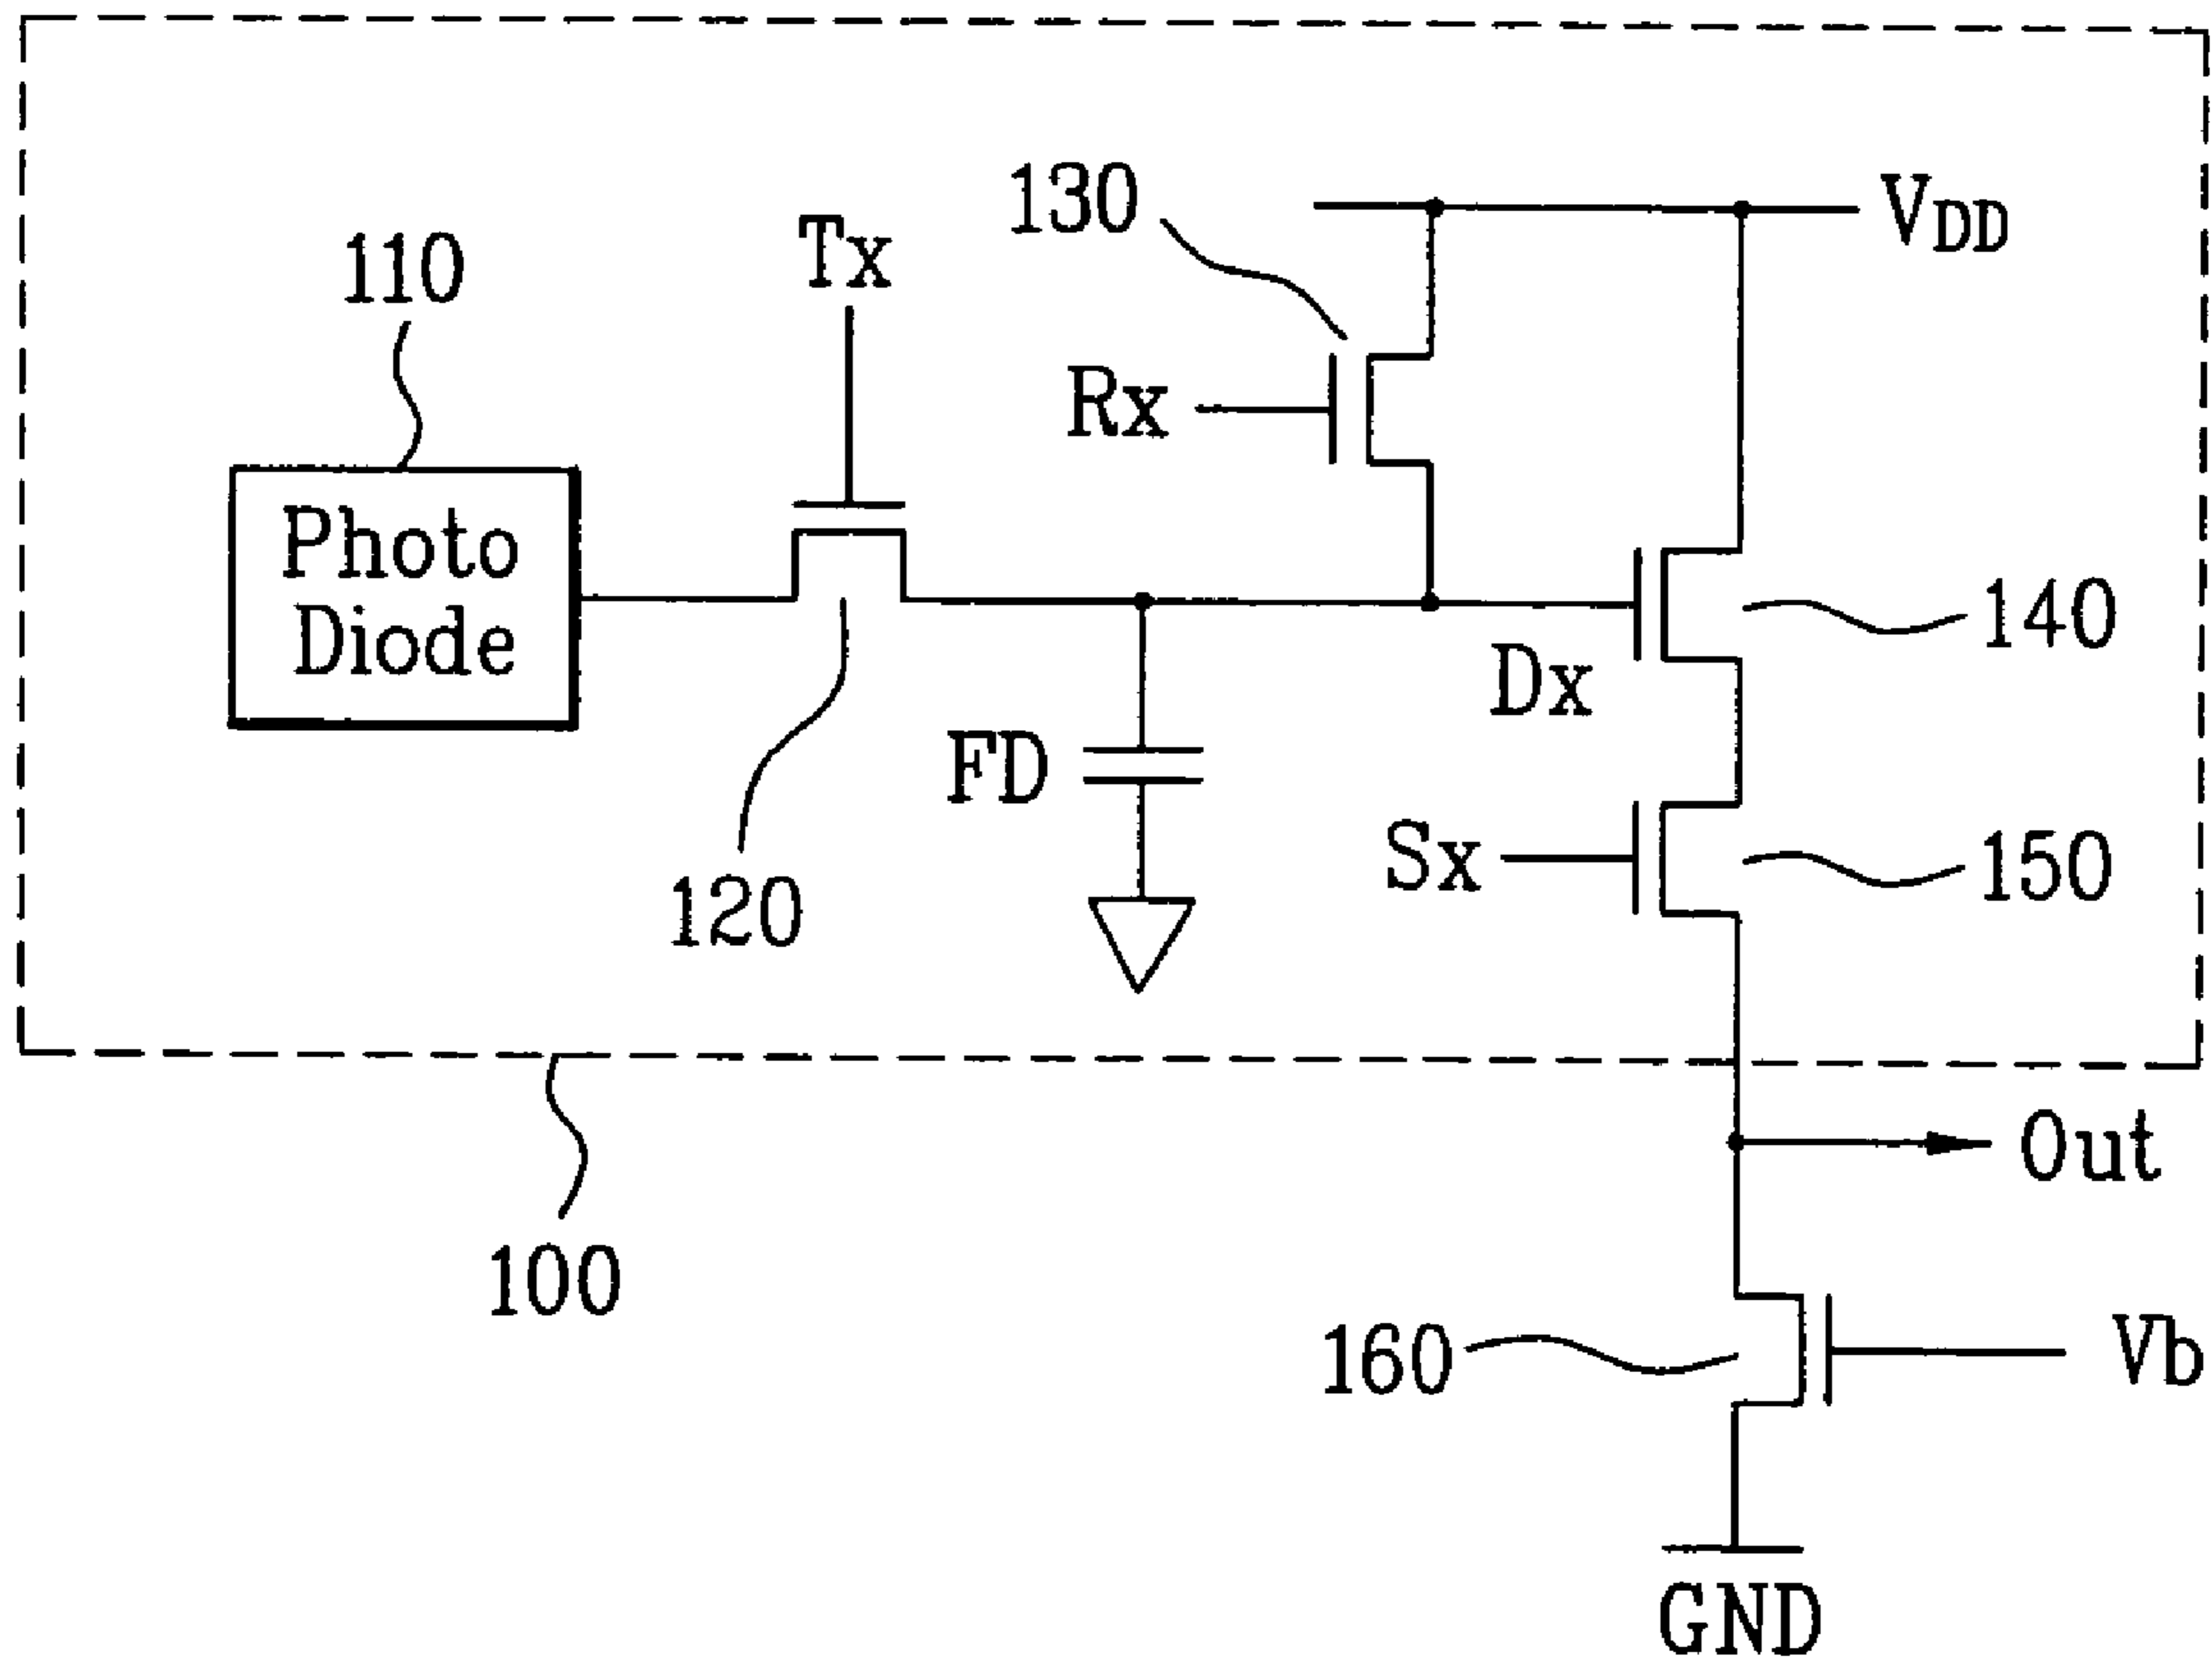 130
VDD
Tx
110
Rx
Photo
Diode
140
Dx
FD
Sx
150
120
Out
100
160
Vb
GND